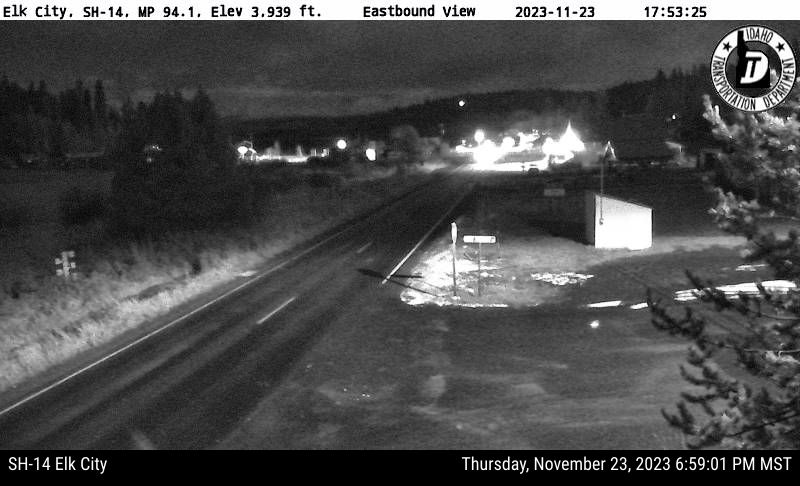 Elk City, SH-14, MP 94.1, Elev 3,939 ft. Eastbound View 2023-11-23 17:53:25
IDAHO TRANSPORTATION DEPARTMENT
SH-14 Elk City Thursday, November 23, 2023 6:59:01 PM MST